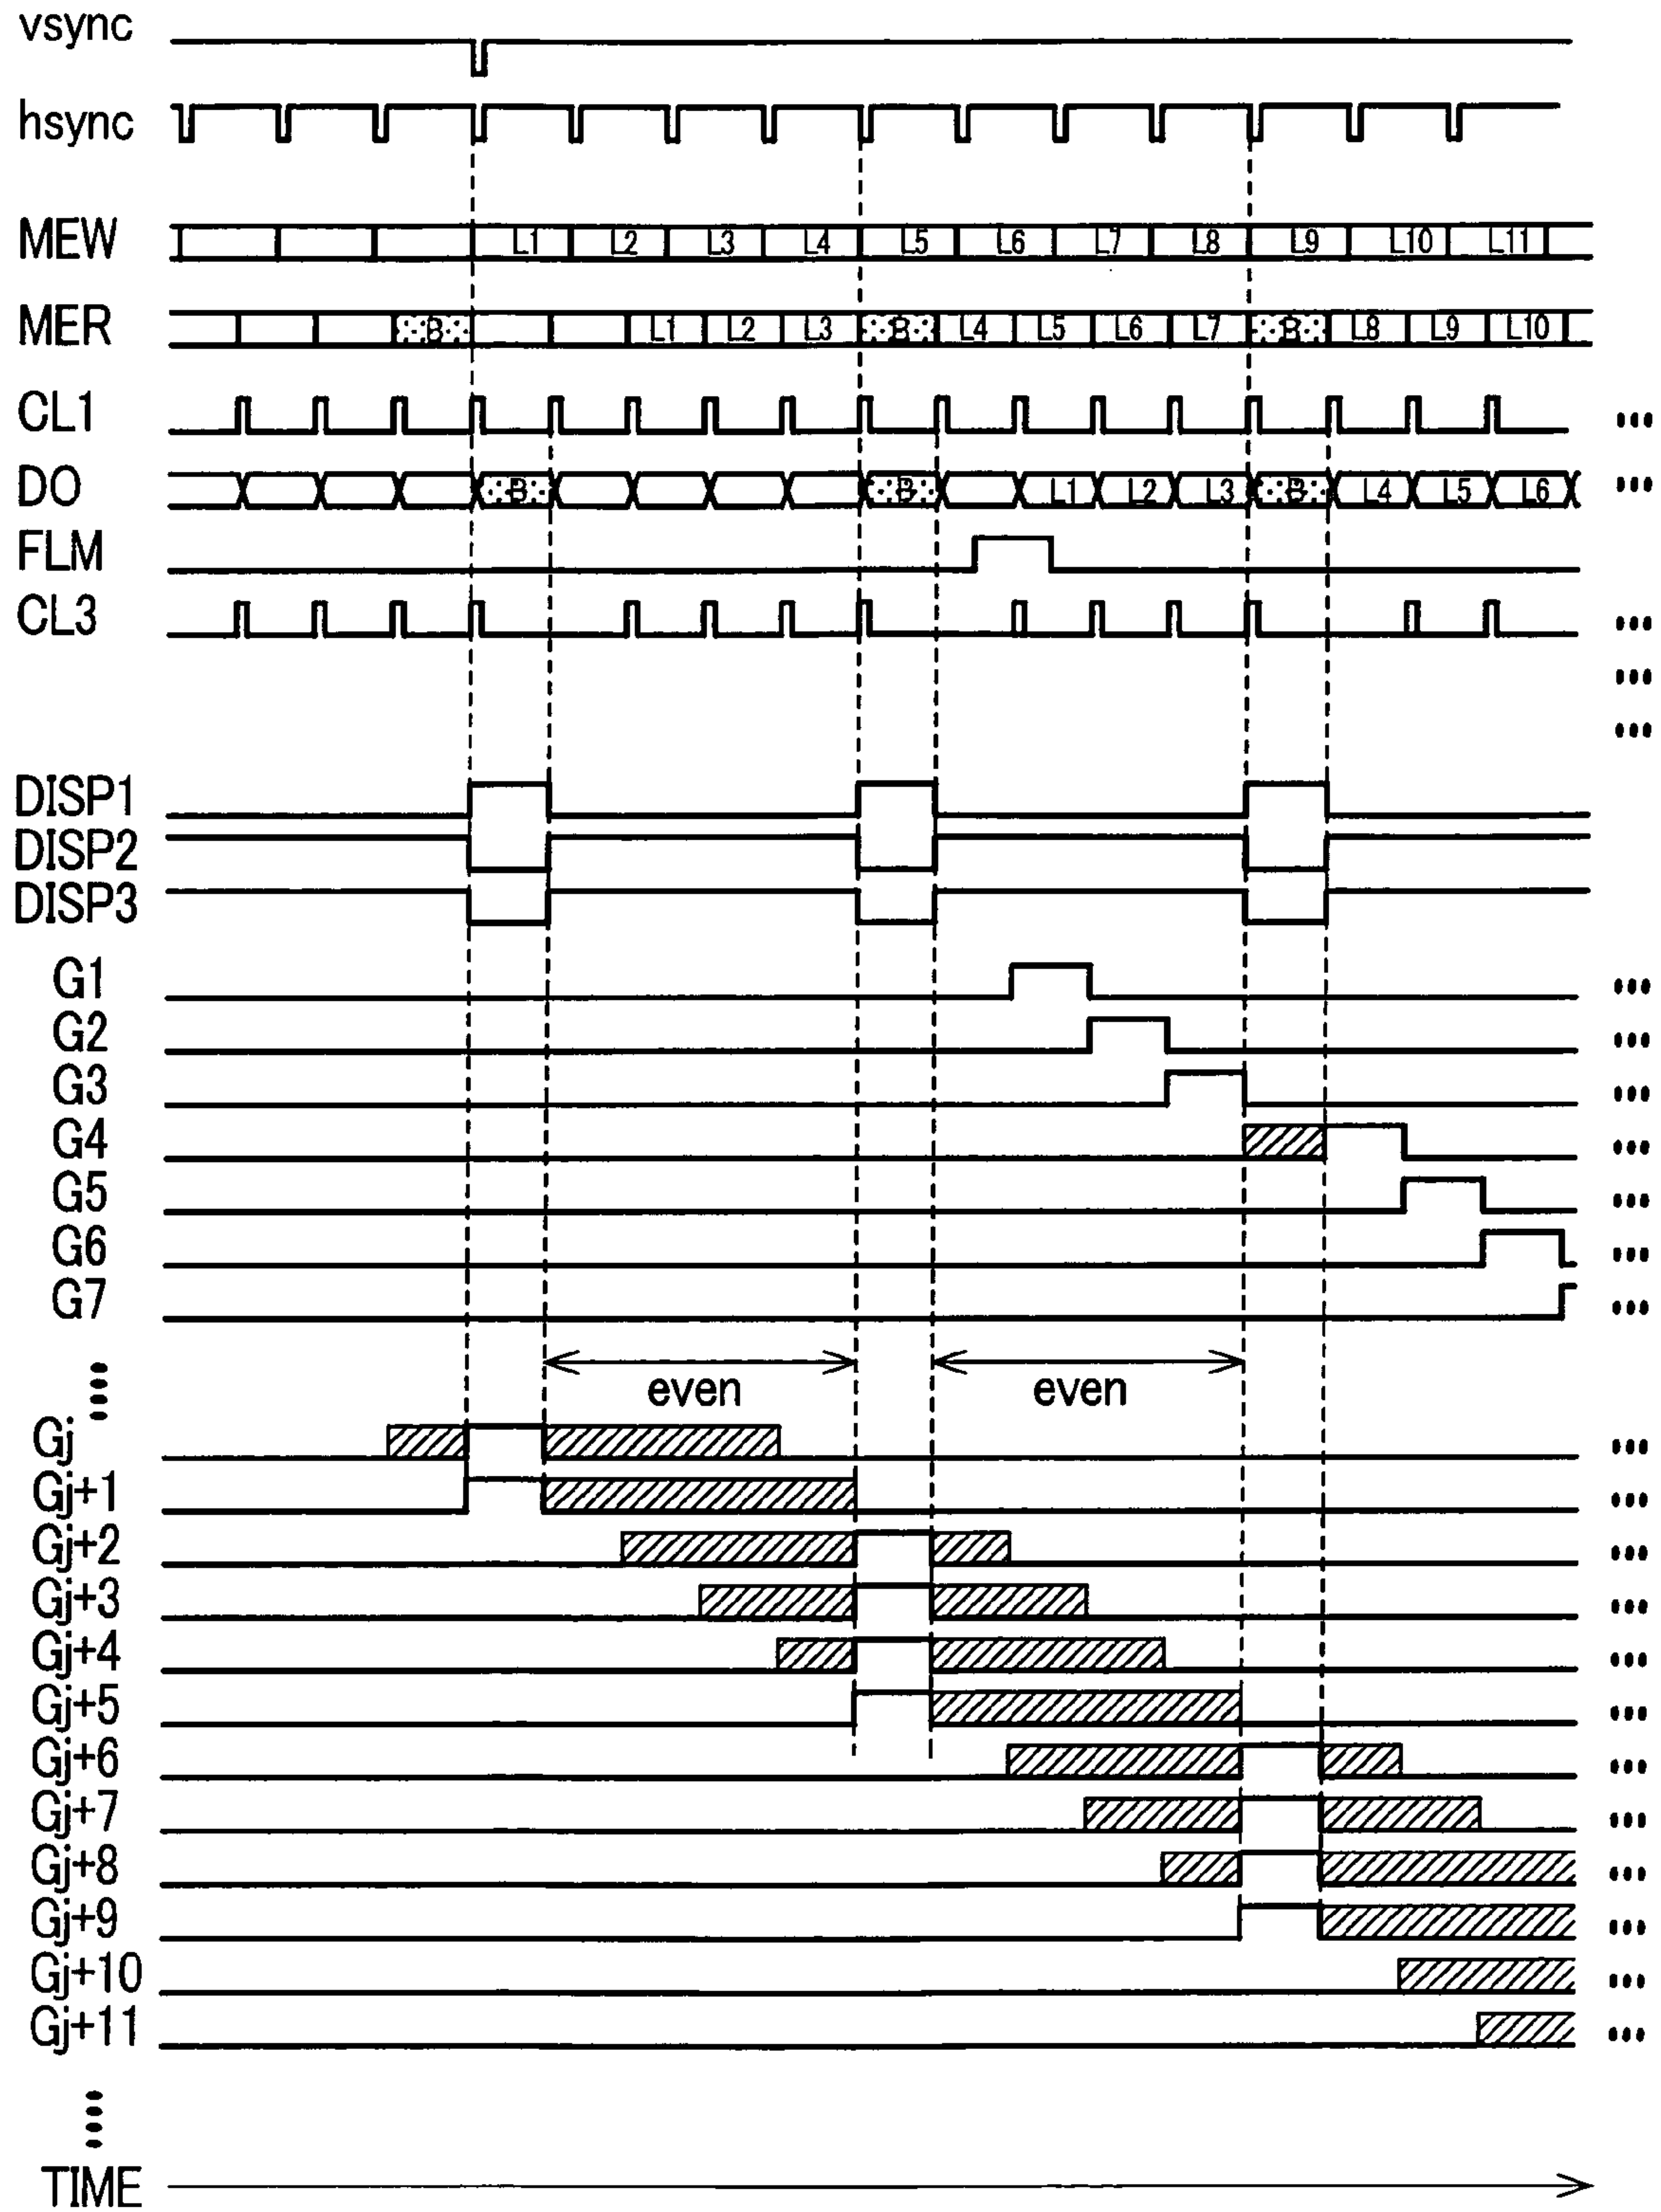 vsync
hsync
MEW L1 L2 L3 L4 L5 L6 L7 L8 L9 L10 L11
MER B L1 L2 L3 B L4 L5 L6 L7 B L8 L9 L10
CL1 ...
DO B B L1 L2 L3 B L4 L5 L6 ...
FLM
CL3 ...
...
...
DISP1
DISP2
DISP3
G1 ...
G2 ...
G3 ...
G4 ...
G5 ...
G6 ...
G7 ...
even even
Gj ...
Gj+1 ...
Gj+2 ...
Gj+3 ...
Gj+4 ...
Gj+5 ...
Gj+6 ...
Gj+7 ...
Gj+8 ...
Gj+9 ...
Gj+10 ...
Gj+11 ...
TIME